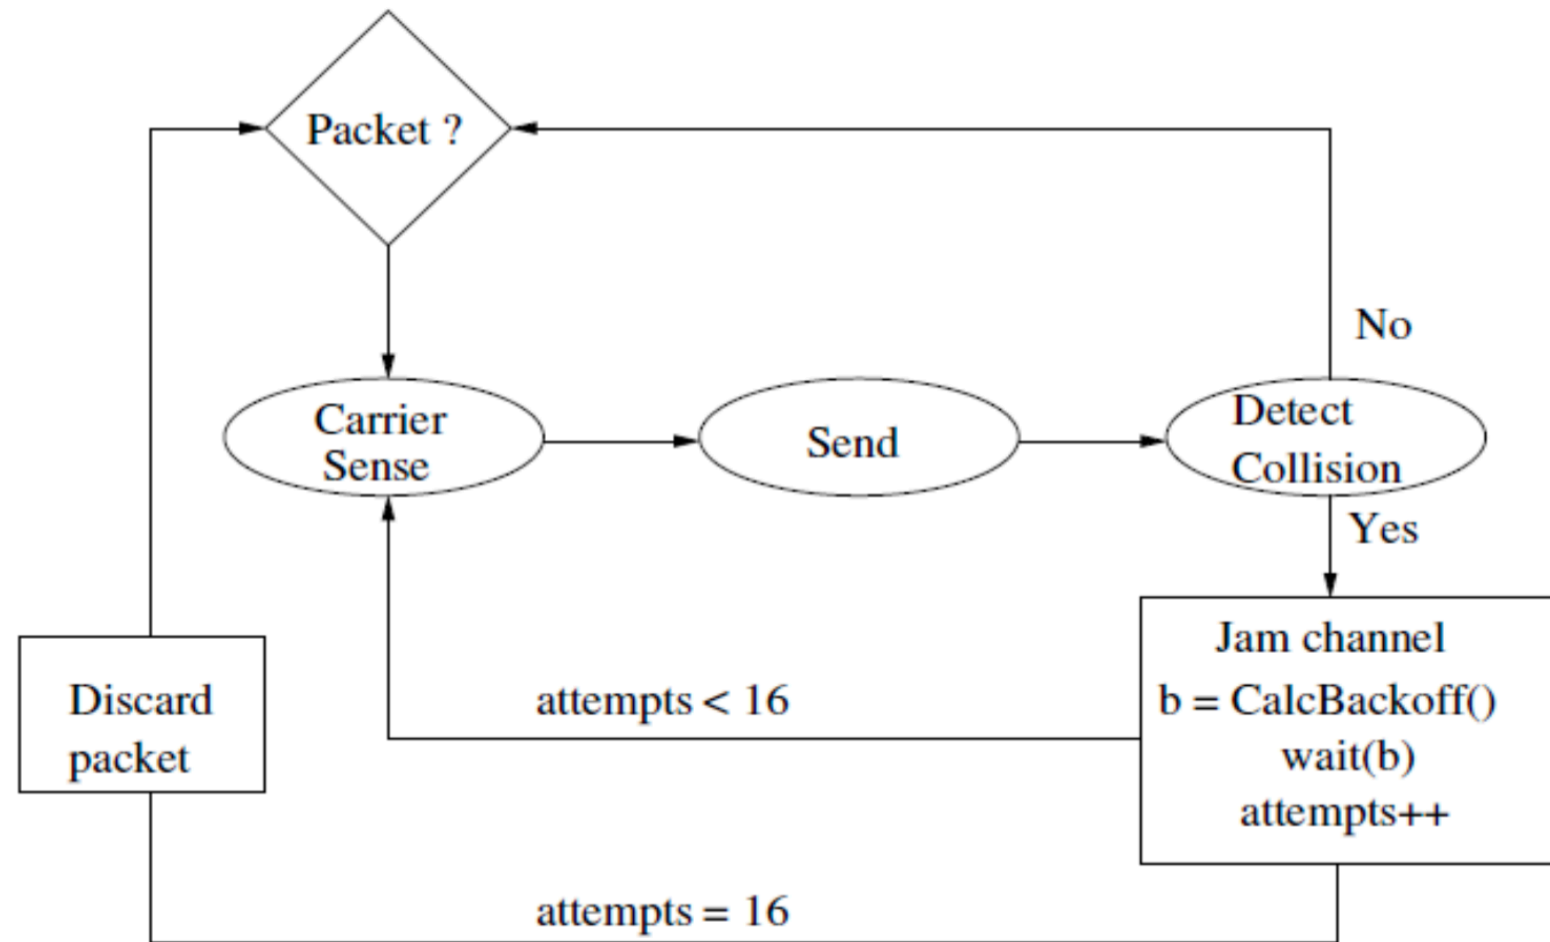 Packet ?
No
Carrier
Sense
Send
Detect
Collision
Yes
Jam channel
b = CalcBackoff()
wait(b)
attempts++
attempts < 16
Discard
packet
attempts = 16